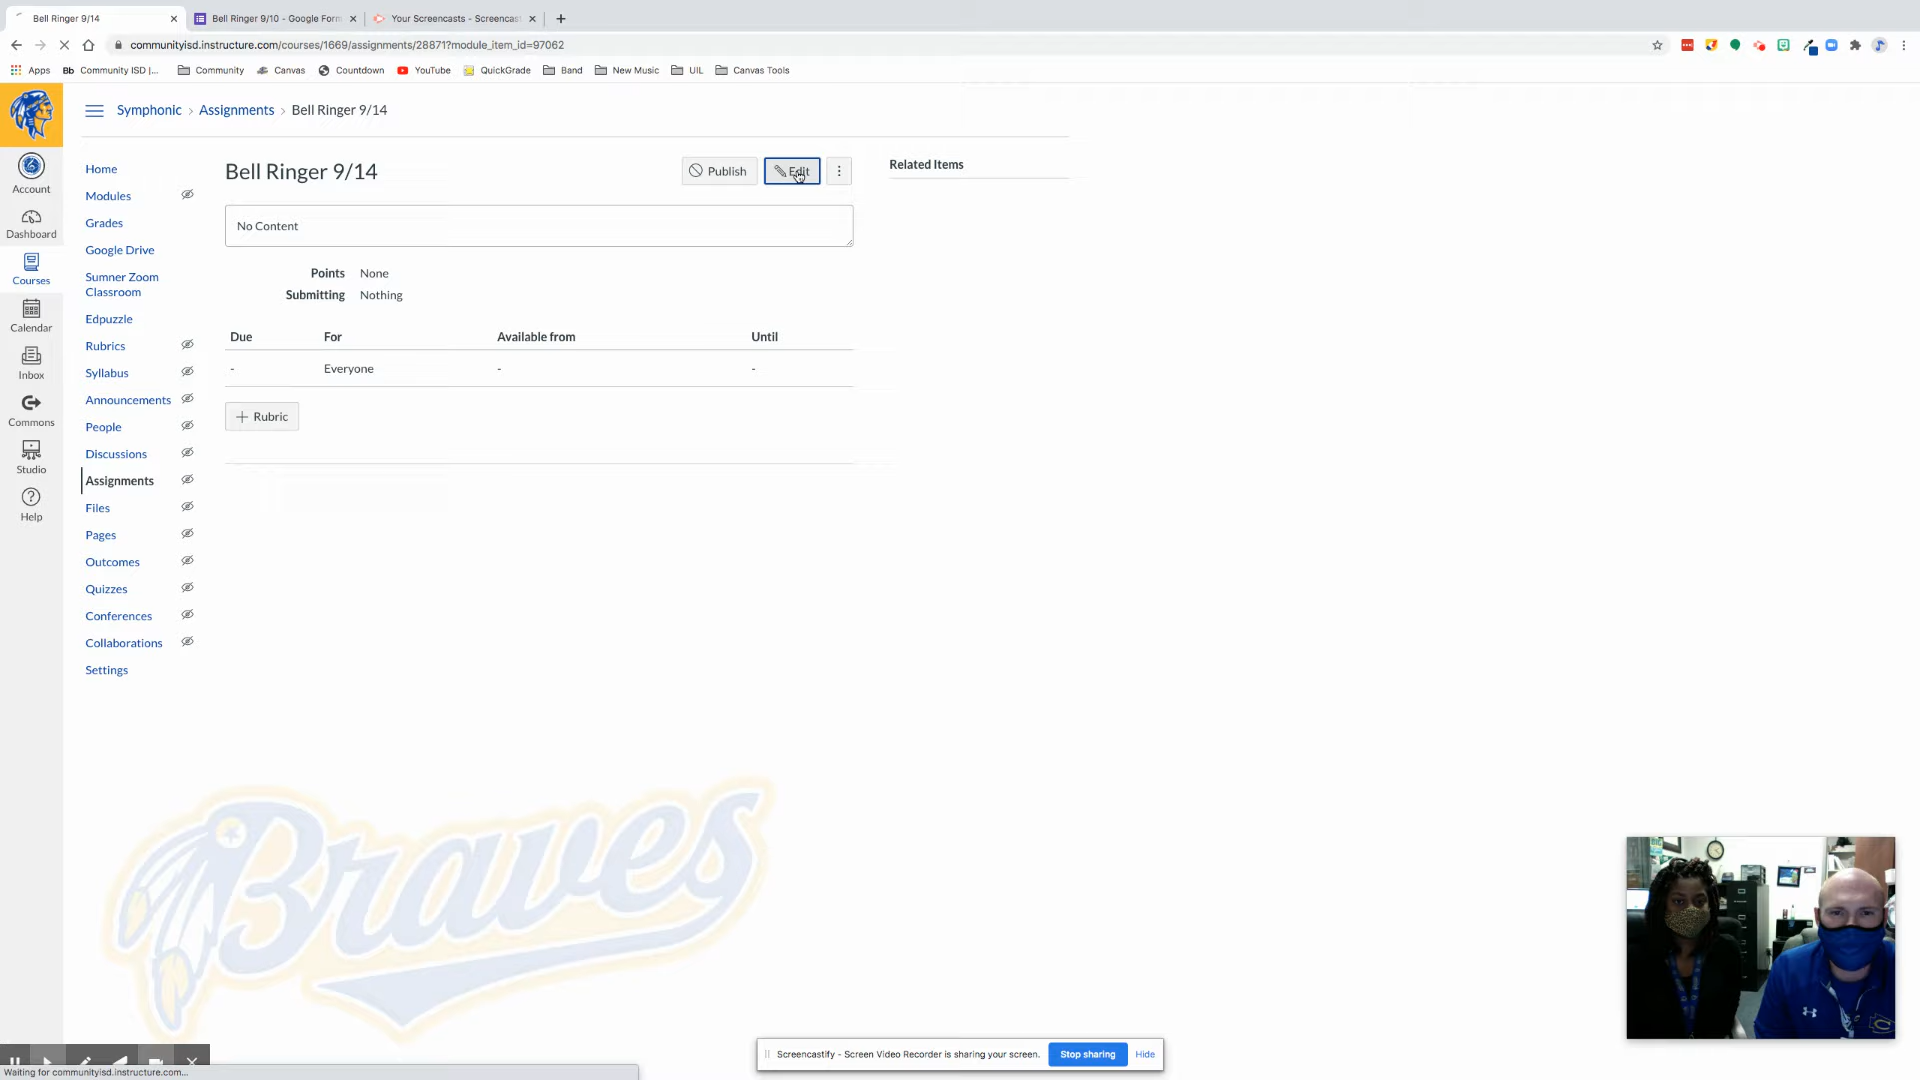 Bell Ringer 9/14
Bell Ringer 9/10 - Google Form
Your Screencasts - Screencast
communityisd.instructure.com/courses/1669/assignments/28871?module_item_id=97062
Apps
Bb Community ISD |...
Community
Canvas
Countdown
YouTube
QuickGrade
Band
New Music
UIL
Canvas Tools
Symphonic › Assignments › Bell Ringer 9/14
Account
Dashboard
Courses
Calendar
Inbox
Commons
Studio
Help
Home
Modules
Grades
Google Drive
Sumner Zoom
Classroom
Edpuzzle
Rubrics
Syllabus
Announcements
People
Discussions
Assignments
Files
Pages
Outcomes
Quizzes
Conferences
Collaborations
Settings
Bell Ringer 9/14
Publish
Edit
Related Items
No Content
Points None
Submitting Nothing
Due For Available from Until
- Everyone - -
+ Rubric
Braves
Screencastify - Screen Video Recorder is sharing your screen.
Stop sharing
Hide
Waiting for communityisd.instructure.com...